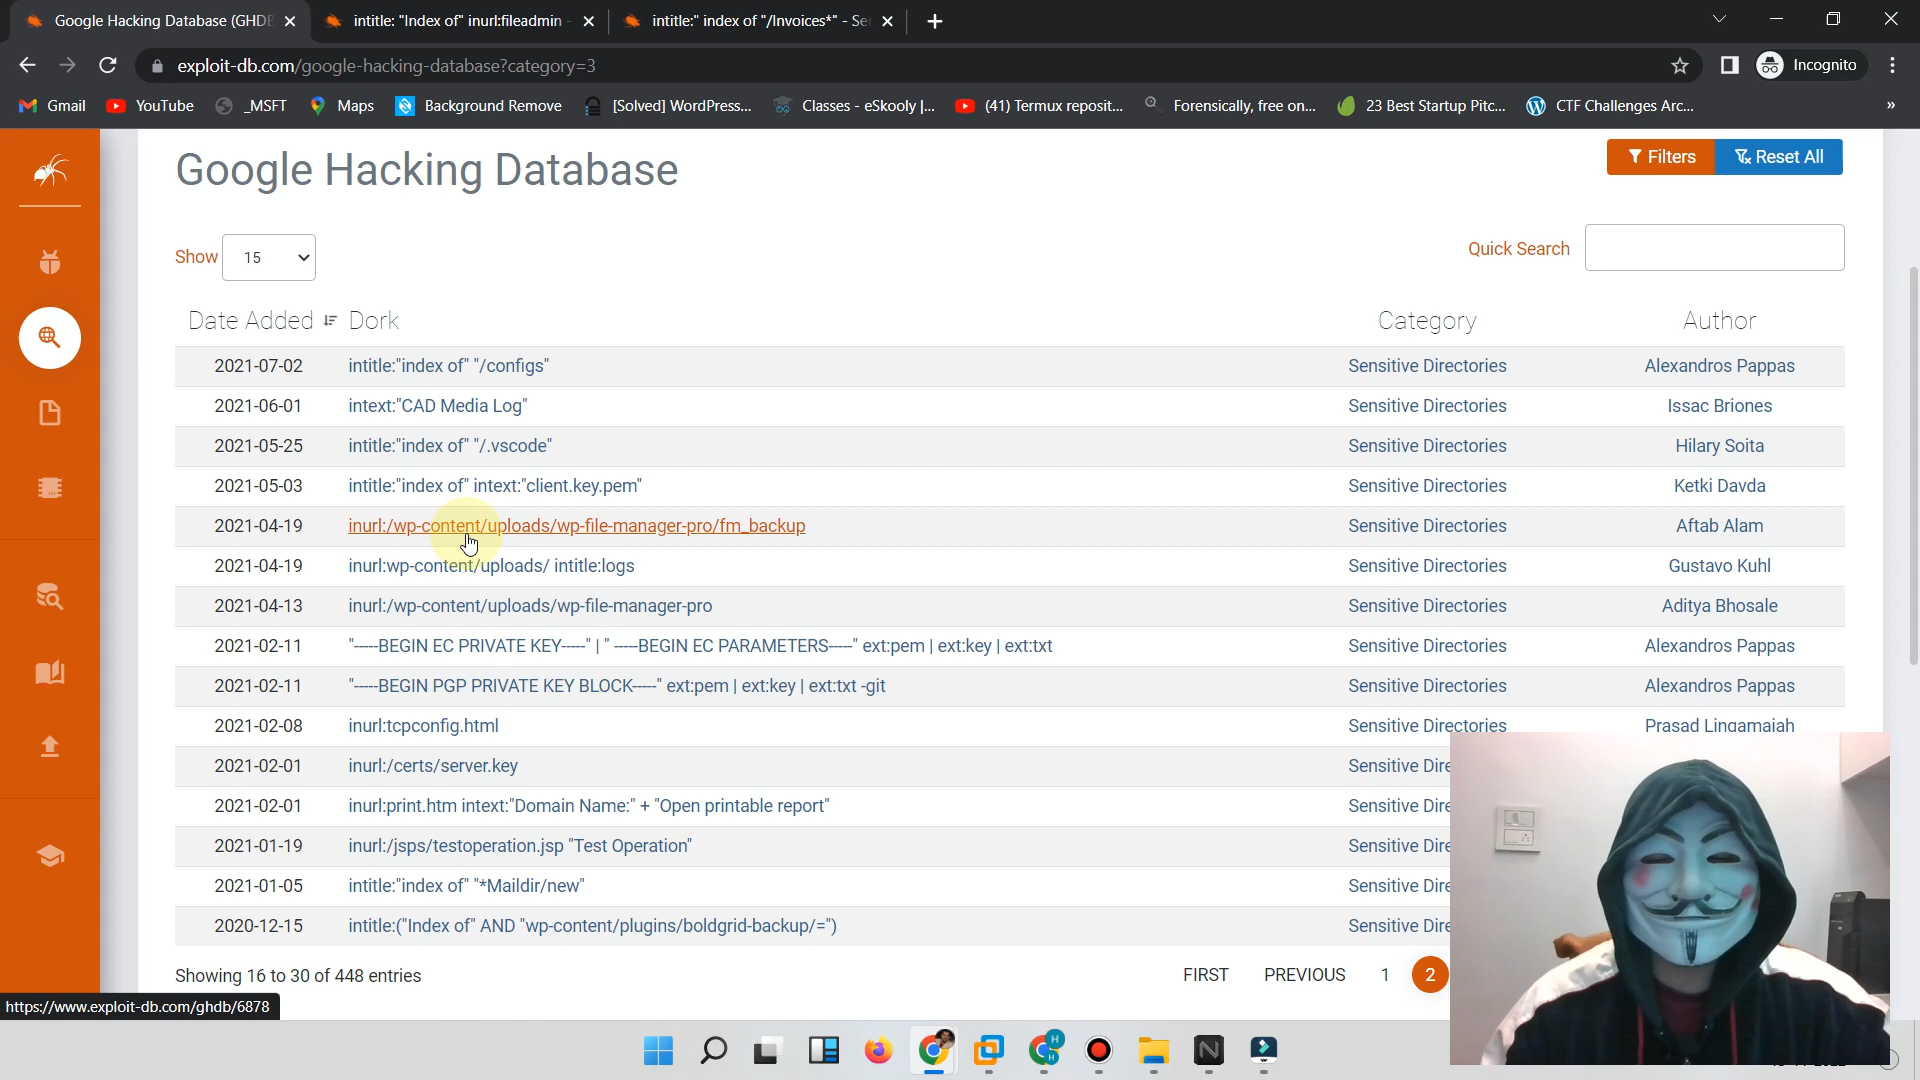 Google Hacking Database (GHDB
intitle: "Index of" inurl:fileadmin -
intitle:" index of "/Invoices*" - Se
exploit-db.com/google-hacking-database?category=3
Incognito
Gmail
YouTube
_MSFT
Maps
Background Remove
[Solved] WordPress...
Classes - eSkooly |...
(41) Termux reposit...
Forensically, free on...
23 Best Startup Pitc...
CTF Challenges Arc...
»
Google Hacking Database
Filters
Reset All
Show 15
Quick Search
Date Added Dork Category Author
2021-07-02 intitle:"index of" "/configs" Sensitive Directories Alexandros Pappas
2021-06-01 intext:"CAD Media Log" Sensitive Directories Issac Briones
2021-05-25 intitle:"index of" "/.vscode" Sensitive Directories Hilary Soita
2021-05-03 intitle:"index of" intext:"client.key.pem" Sensitive Directories Ketki Davda
2021-04-19 inurl:/wp-content/uploads/wp-file-manager-pro/fm_backup Sensitive Directories Aftab Alam
2021-04-19 inurl:wp-content/uploads/ intitle:logs Sensitive Directories Gustavo Kuhl
2021-04-13 inurl:/wp-content/uploads/wp-file-manager-pro Sensitive Directories Aditya Bhosale
2021-02-11 "-----BEGIN EC PRIVATE KEY-----" | " -----BEGIN EC PARAMETERS-----" ext:pem | ext:key | ext:txt Sensitive Directories Alexandros Pappas
2021-02-11 "-----BEGIN PGP PRIVATE KEY BLOCK-----" ext:pem | ext:key | ext:txt -git Sensitive Directories Alexandros Pappas
2021-02-08 inurl:tcpconfig.html Sensitive Directories Prasad Lingamaiah
2021-02-01 inurl:/certs/server.key Sensitive Dire
2021-02-01 inurl:print.htm intext:"Domain Name:" + "Open printable report" Sensitive Dire
2021-01-19 inurl:/jsps/testoperation.jsp "Test Operation" Sensitive Dire
2021-01-05 intitle:"index of" "*Maildir/new" Sensitive Dire
2020-12-15 intitle:("Index of" AND "wp-content/plugins/boldgrid-backup/=") Sensitive Dire
Showing 16 to 30 of 448 entries
FIRST PREVIOUS 1 2
https://www.exploit-db.com/ghdb/6878